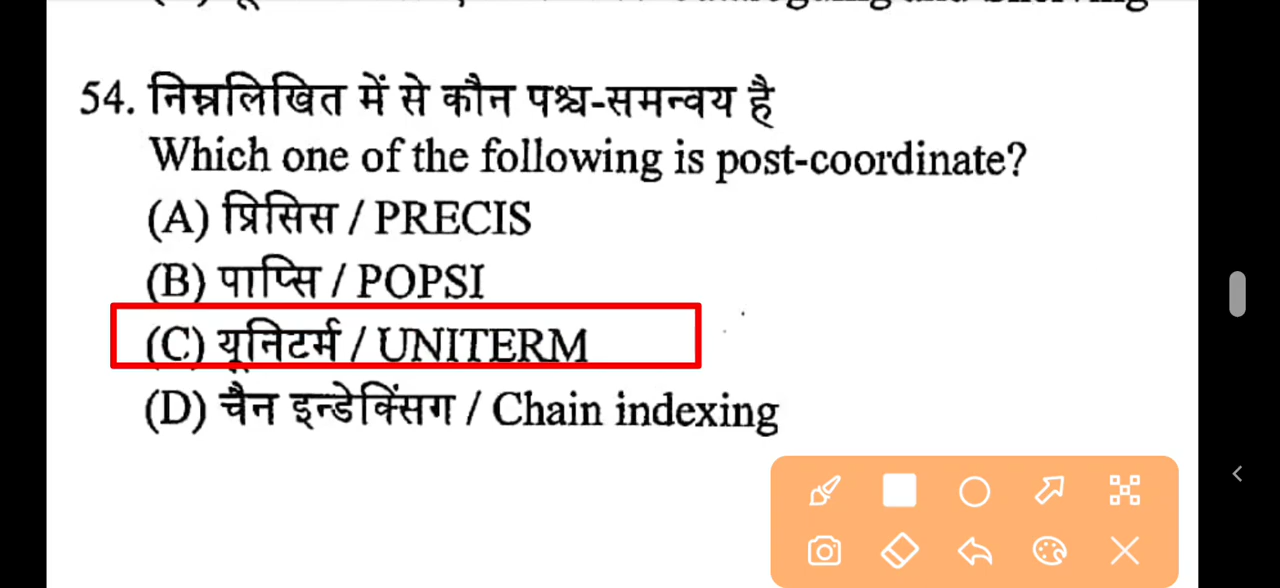 54. निम्नलिखित में से कौन पश्च-समन्वय है
Which one of the following is post-coordinate?
(A) प्रिसिस / PRECIS
(B) पाप्सि / POPSI
(C) यूनिटर्म / UNITERM
(D) चैन इन्डेक्सिंग / Chain indexing